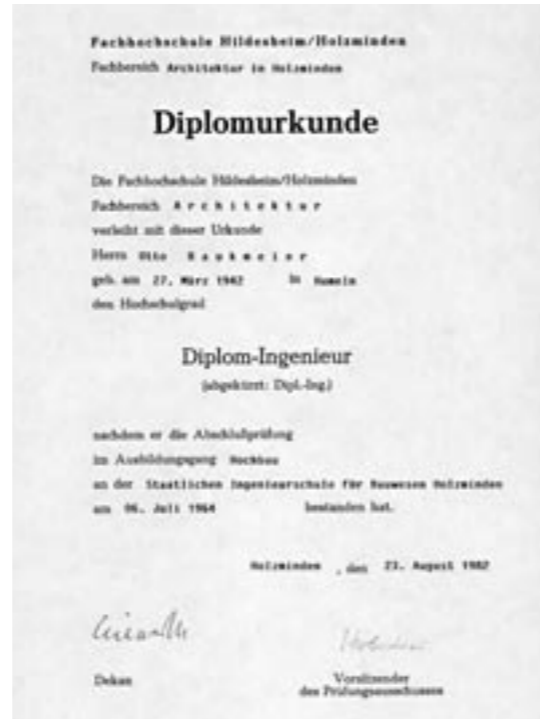 Fachhochschule Hildesheim/Holzminden
Fachbereich Architektur in Holzminden
Diplomurkunde
Die Fachhochschule Hildesheim/Holzminden
Fachbereich Architektur
verleiht mit dieser Urkunde
Herrn Otto
geb. am 27. März 1942 in Hameln
den Hochschulgrad
Diplom-Ingenieur
(abgekürzt: Dipl.-Ing.)
nachdem er die Abschlußprüfung
im Ausbildungsgang Hochbau
an der Staatlichen Ingenieurschule für Bauwesen Holzminden
am 06. Juli 1964 bestanden hat.
Holzminden, den 23. August 1982
Dekan
Vorsitzender
des Prüfungsausschusses